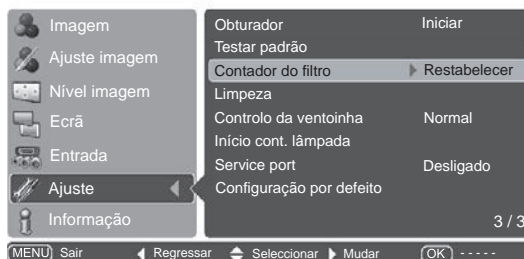 Imagem
Ajuste imagem
Nível imagem
Ecrã
Entrada
Ajuste
Informação
Obturador Iniciar
Testar padrão
Contador do filtro Restabelecer
Limpeza
Controlo da ventoinha Normal
Início cont. lâmpada
Service port Desligado
Configuração por defeito
3 / 3
MENU Sair Regressar Seleccionar Mudar OK - - - - -